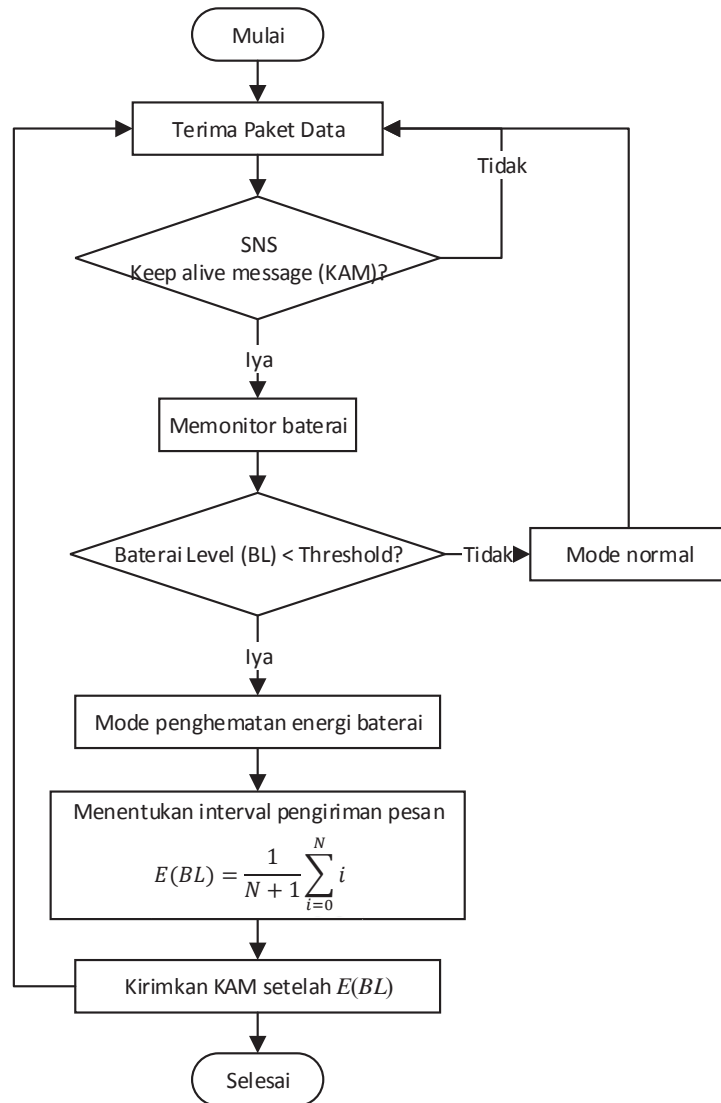 Mulai
Terima Paket Data
Tidak
SNS
Keep alive message (KAM)?
Iya
Memonitor baterai
Baterai Level (BL) < Threshold?
Tidak
Mode normal
Iya
Mode penghematan energi baterai
Menentukan interval pengiriman pesan
E(BL) = \frac{1}{N + 1} \sum_{i=0}^{N} i
Kirimkan KAM setelah E(BL)
Selesai